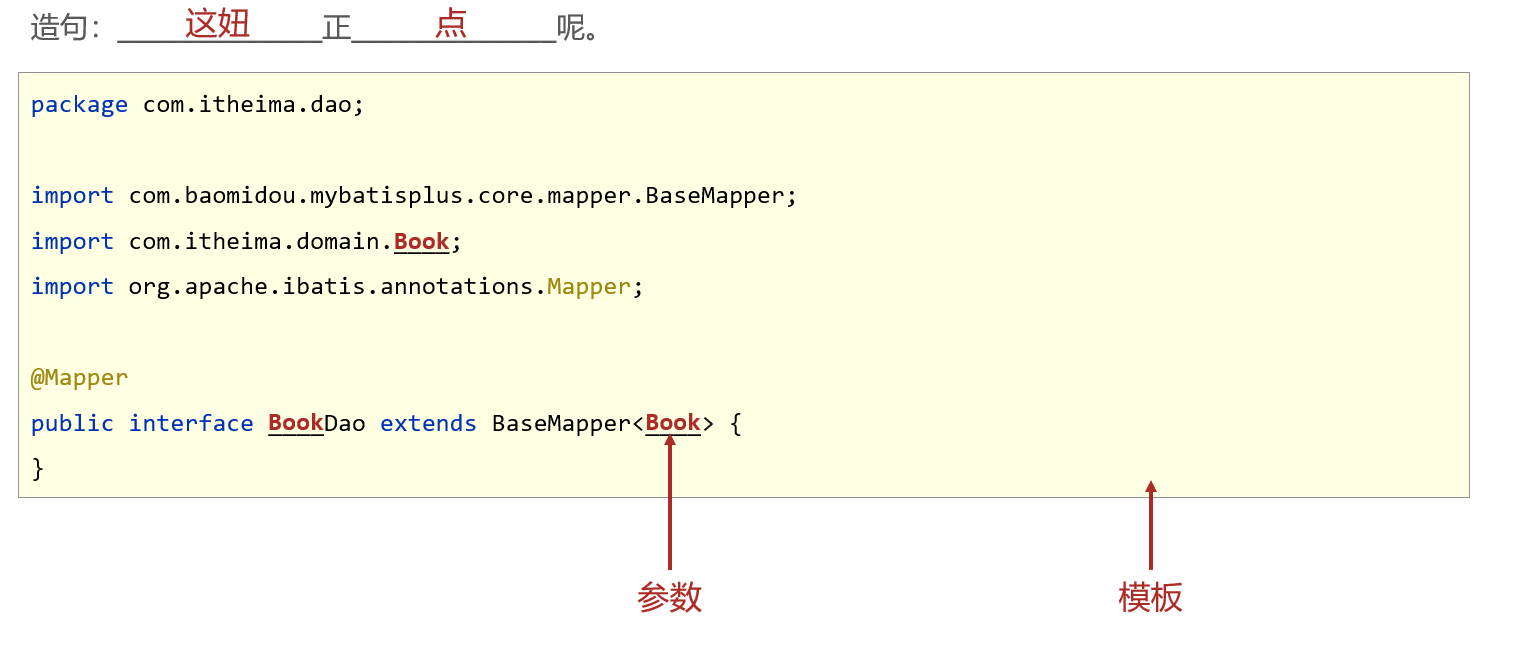 造句：______这妞______正______点______呢。
package com.itheima.dao;
import com.baomidou.mybatisplus.core.mapper.BaseMapper;
import com.itheima.domain.Book;
import org.apache.ibatis.annotations.Mapper;
@Mapper
public interface BookDao extends BaseMapper<Book> {
}
参数 模板